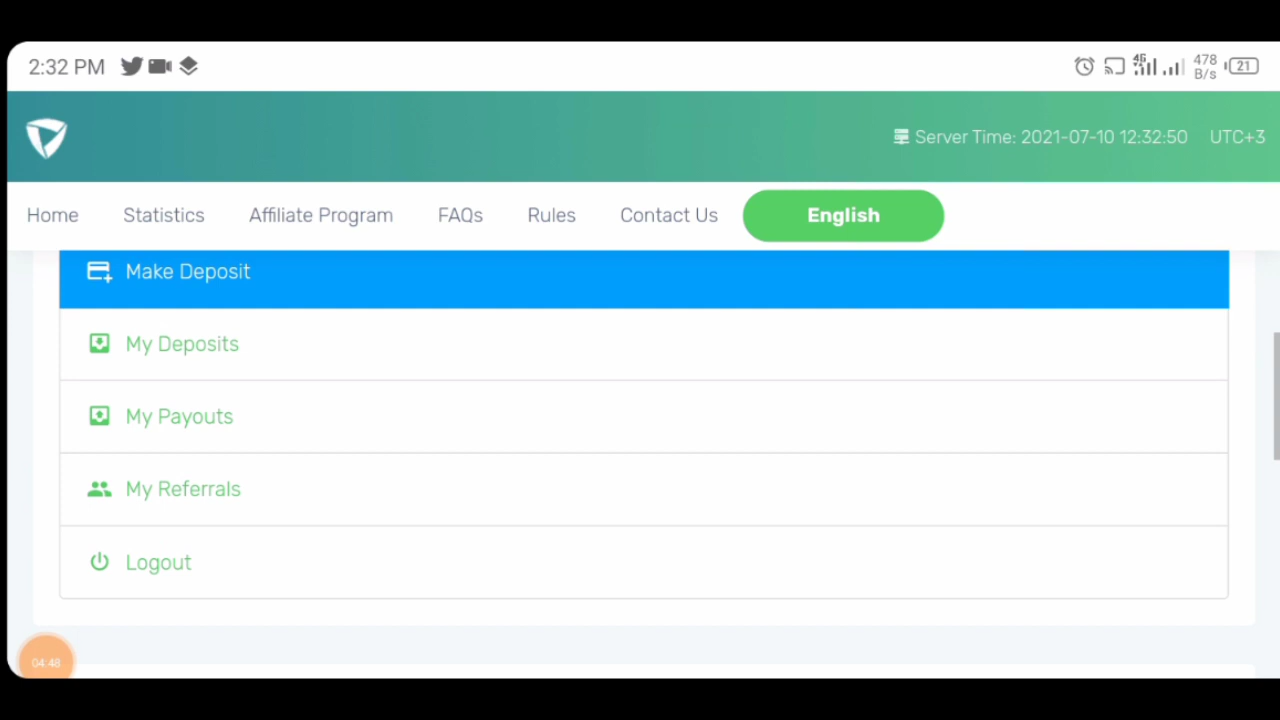 2:32 PM
4G
478
B/s
21
Server Time: 2021-07-10 12:32:50 UTC+3
Home Statistics Affiliate Program FAQs Rules Contact Us English
Make Deposit
My Deposits
My Payouts
My Referrals
Logout
04:48